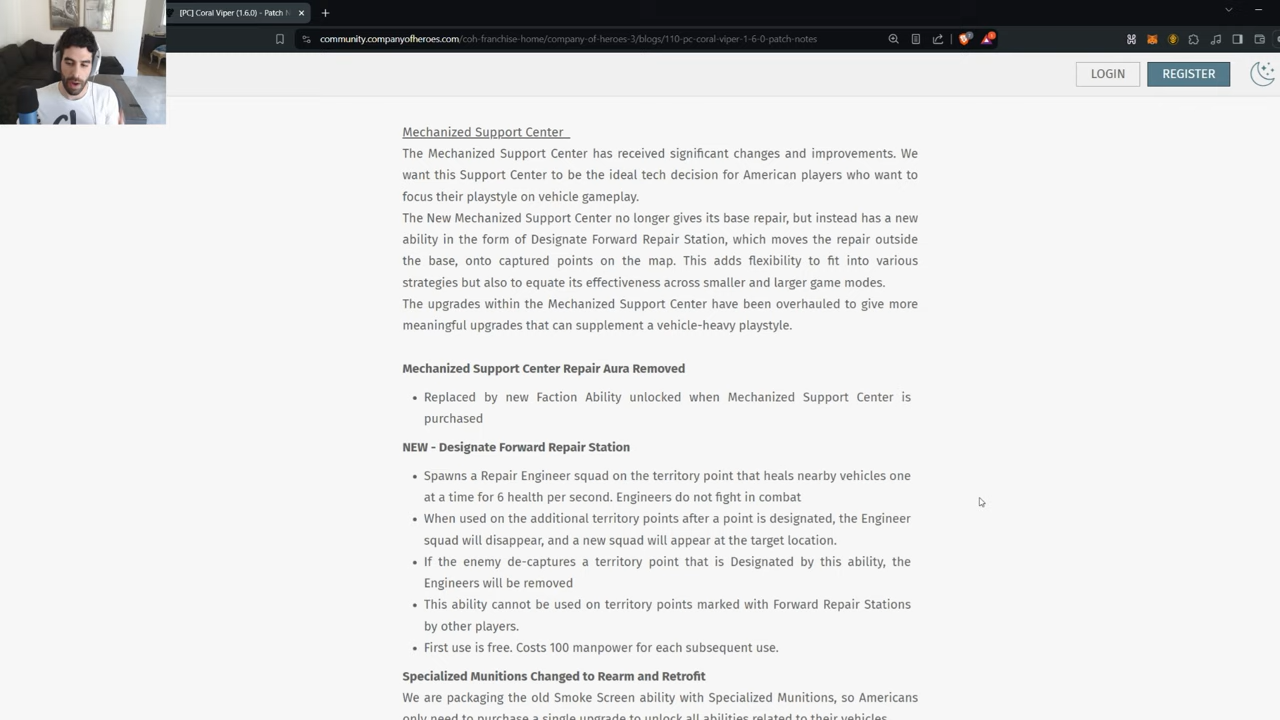 [PC] Coral Viper (1.6.0) - Patch N
community.companyofheroes.com/coh-franchise-home/company-of-heroes-3/blogs/110-pc-coral-viper-1-6-0-patch-notes
LOGIN
REGISTER
Mechanized Support Center
The Mechanized Support Center has received significant changes and improvements. We
want this Support Center to be the ideal tech decision for American players who want to
focus their playstyle on vehicle gameplay.
The New Mechanized Support Center no longer gives its base repair, but instead has a new
ability in the form of Designate Forward Repair Station, which moves the repair outside
the base, onto captured points on the map. This adds flexibility to fit into various
strategies but also to equate its effectiveness across smaller and larger game modes.
The upgrades within the Mechanized Support Center have been overhauled to give more
meaningful upgrades that can supplement a vehicle-heavy playstyle.
Mechanized Support Center Repair Aura Removed
• Replaced by new Faction Ability unlocked when Mechanized Support Center is
purchased
NEW - Designate Forward Repair Station
• Spawns a Repair Engineer squad on the territory point that heals nearby vehicles one
at a time for 6 health per second. Engineers do not fight in combat
• When used on the additional territory points after a point is designated, the Engineer
squad will disappear, and a new squad will appear at the target location.
• If the enemy de-captures a territory point that is Designated by this ability, the
Engineers will be removed
• This ability cannot be used on territory points marked with Forward Repair Stations
by other players.
• First use is free. Costs 100 manpower for each subsequent use.
Specialized Munitions Changed to Rearm and Retrofit
We are packaging the old Smoke Screen ability with Specialized Munitions, so Americans
only need to purchase a single upgrade to unlock all abilities related to their vehicles